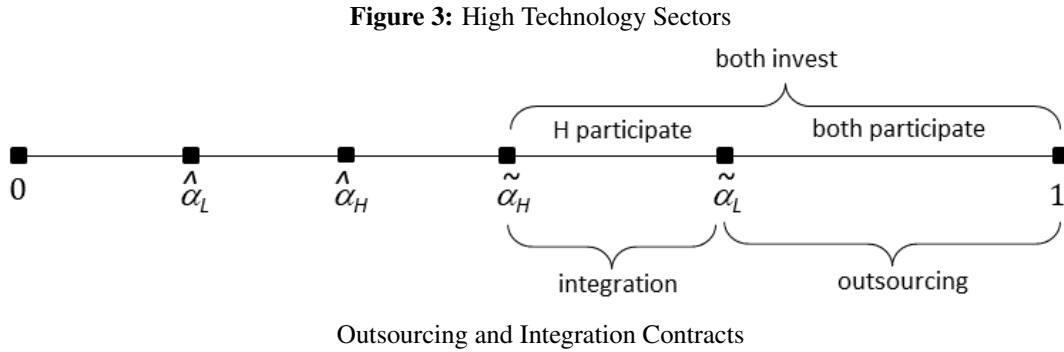 Figure 3: High Technology Sectors
both invest
H participate both participate
0 α̂_L α̂_H α̃_H α̃_L 1
integration outsourcing
Outsourcing and Integration Contracts